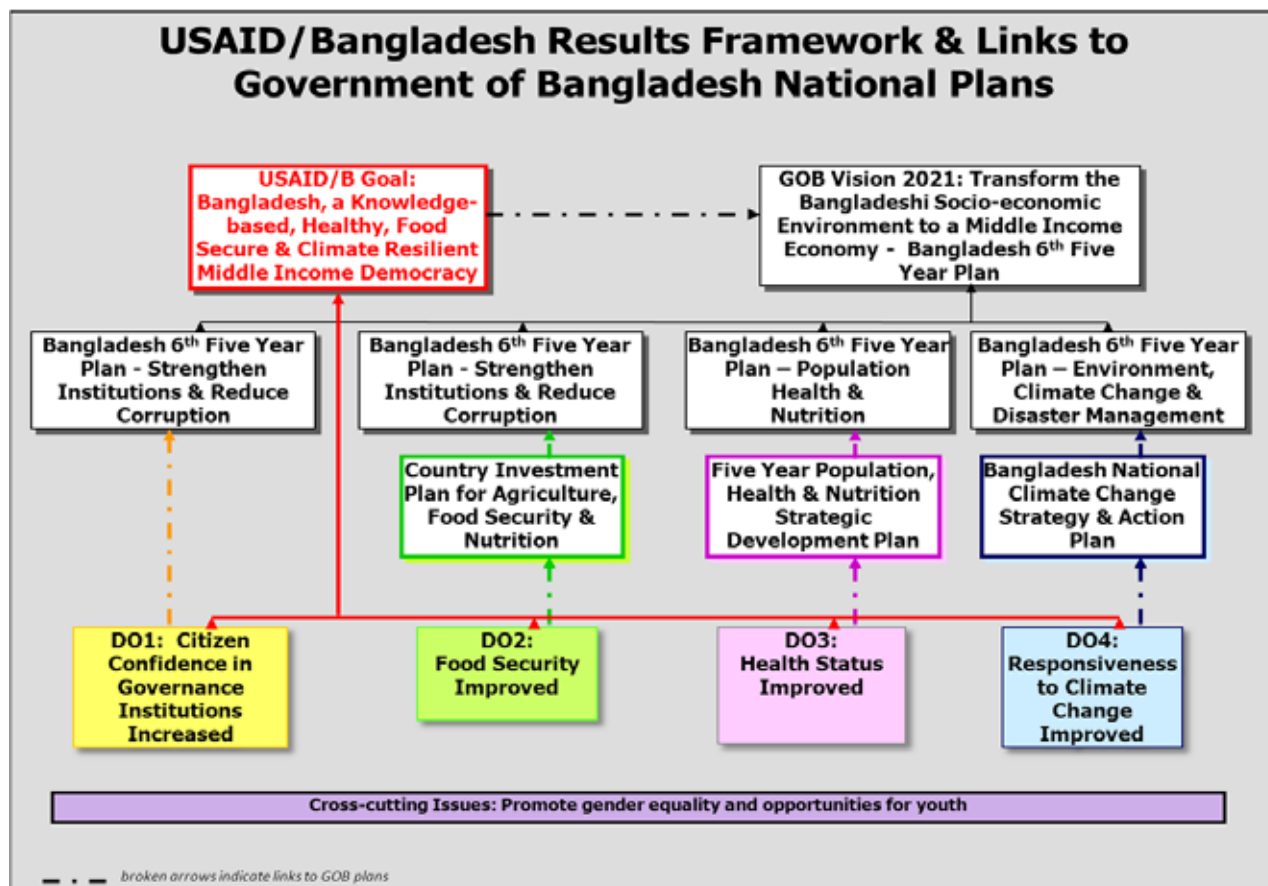 USAID/Bangladesh Results Framework & Links to
Government of Bangladesh National Plans
USAID/B Goal:
Bangladesh, a Knowledge-
based, Healthy, Food
Secure & Climate Resilient
Middle Income Democracy
GOB Vision 2021: Transform the
Bangladeshi Socio-economic
Environment to a Middle Income
Economy - Bangladesh 6th Five
Year Plan
Bangladesh 6th Five Year
Plan - Strengthen
Institutions & Reduce
Corruption
Bangladesh 6th Five Year
Plan - Strengthen
Institutions & Reduce
Corruption
Bangladesh 6th Five Year
Plan – Population
Health &
Nutrition
Bangladesh 6th Five Year
Plan – Environment,
Climate Change &
Disaster Management
Country Investment
Plan for Agriculture,
Food Security &
Nutrition
Five Year Population,
Health & Nutrition
Strategic
Development Plan
Bangladesh National
Climate Change
Strategy & Action
Plan
DO1: Citizen
Confidence in
Governance
Institutions
Increased
DO2:
Food Security
Improved
DO3:
Health Status
Improved
DO4:
Responsiveness
to Climate
Change
Improved
Cross-cutting Issues: Promote gender equality and opportunities for youth
broken arrows indicate links to GOB plans